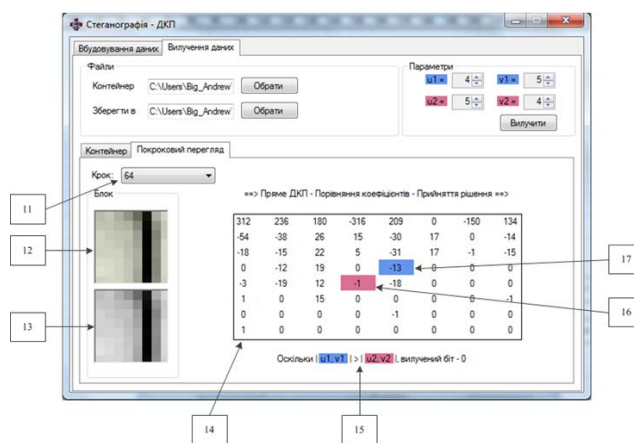 Стеганографія - ДКП
Вбудовування даних Вилучення даних
Файли
Контейнер C:\Users\Big_Andrew Обрати
Зберегти в C:\Users\Big_Andrew Обрати
Параметри
u1 = 4 v1 = 5
u2 = 5 v2 = 4
Вилучити
Контейнер Покроковий перегляд
Крок: 64
Блок
==> Пряме ДКП - Порівняння коефіцієнтів - Прийняття рішення ==>
312 236 180 -316 209 0 -150 134
-54 -38 26 15 -30 17 0 -14
-18 -15 22 5 -31 17 -1 -15
0 -12 19 0 -13 0 0 0
-3 -19 12 -1 -18 0 0 0
1 0 15 0 0 0 0 -1
0 0 0 0 -1 0 0 0
1 0 0 0 0 0 0 0
Оскільки | u1, v1 | > | u2, v2 |, вилучений біт - 0
11
12
13
14
15
16
17